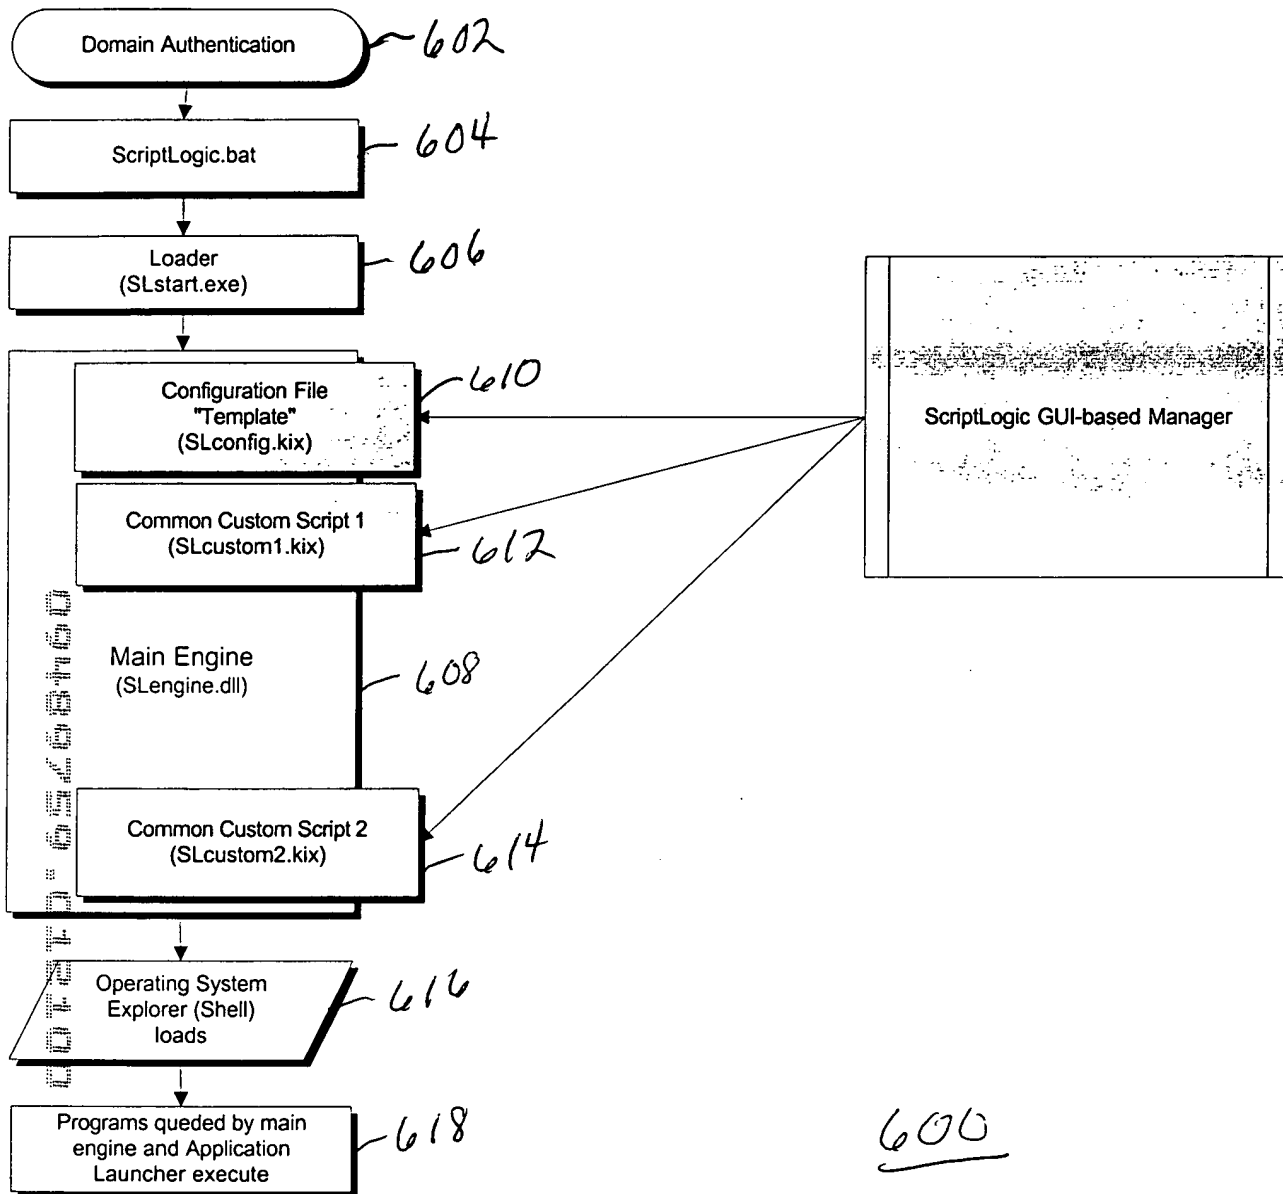 Domain Authentication
602
ScriptLogic.bat
604
Loader
(SLstart.exe)
606
Configuration File
"Template"
(SLconfig.kix)
610
ScriptLogic GUI-based Manager
Common Custom Script 1
(SLcustom1.kix)
612
Main Engine
(SLengine.dll)
608
Common Custom Script 2
(SLcustom2.kix)
614
Operating System
Explorer (Shell)
loads
616
Programs queded by main
engine and Application
Launcher execute
618
600